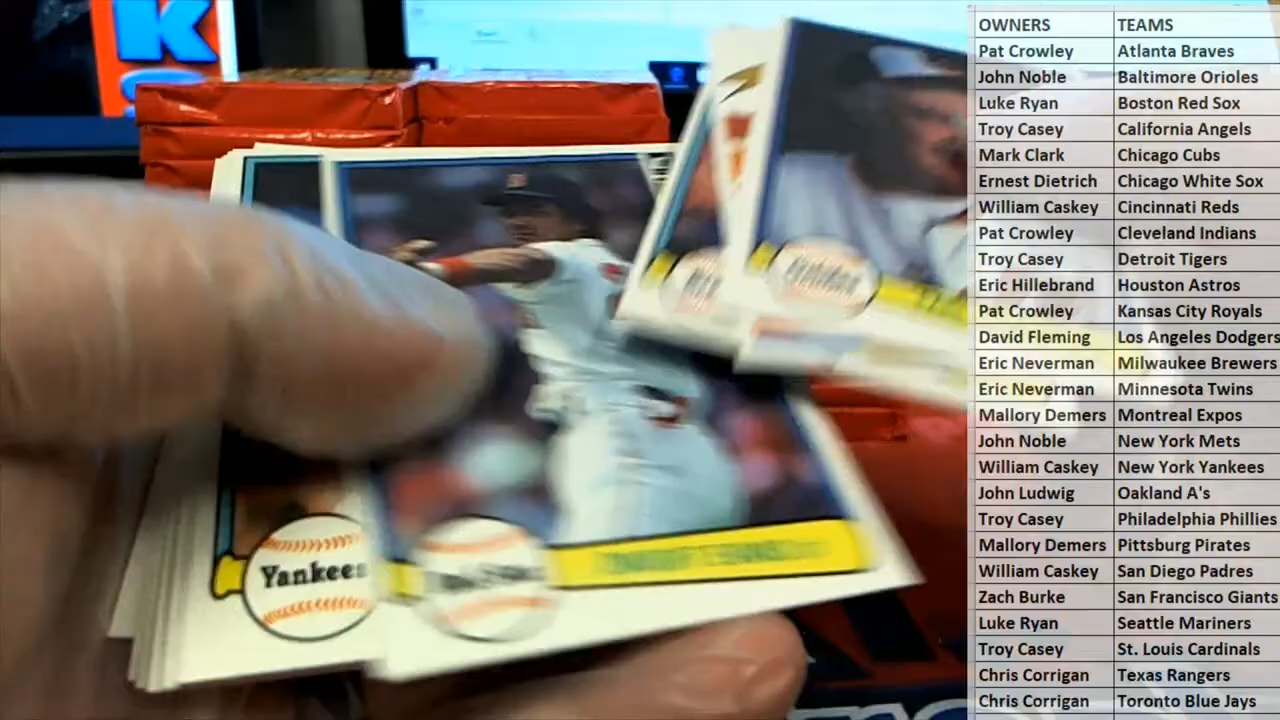 OWNERS TEAMS
Pat Crowley Atlanta Braves
John Noble Baltimore Orioles
Luke Ryan Boston Red Sox
Troy Casey California Angels
Mark Clark Chicago Cubs
Ernest Dietrich Chicago White Sox
William Caskey Cincinnati Reds
Pat Crowley Cleveland Indians
Troy Casey Detroit Tigers
Eric Hillebrand Houston Astros
Pat Crowley Kansas City Royals
David Fleming Los Angeles Dodgers
Eric Neverman Milwaukee Brewers
Eric Neverman Minnesota Twins
Mallory Demers Montreal Expos
John Noble New York Mets
William Caskey New York Yankees
John Ludwig Oakland A's
Troy Casey Philadelphia Phillies
Mallory Demers Pittsburg Pirates
William Caskey San Diego Padres
Zach Burke San Francisco Giants
Luke Ryan Seattle Mariners
Troy Casey St. Louis Cardinals
Chris Corrigan Texas Rangers
Chris Corrigan Toronto Blue Jays
K
Yankees